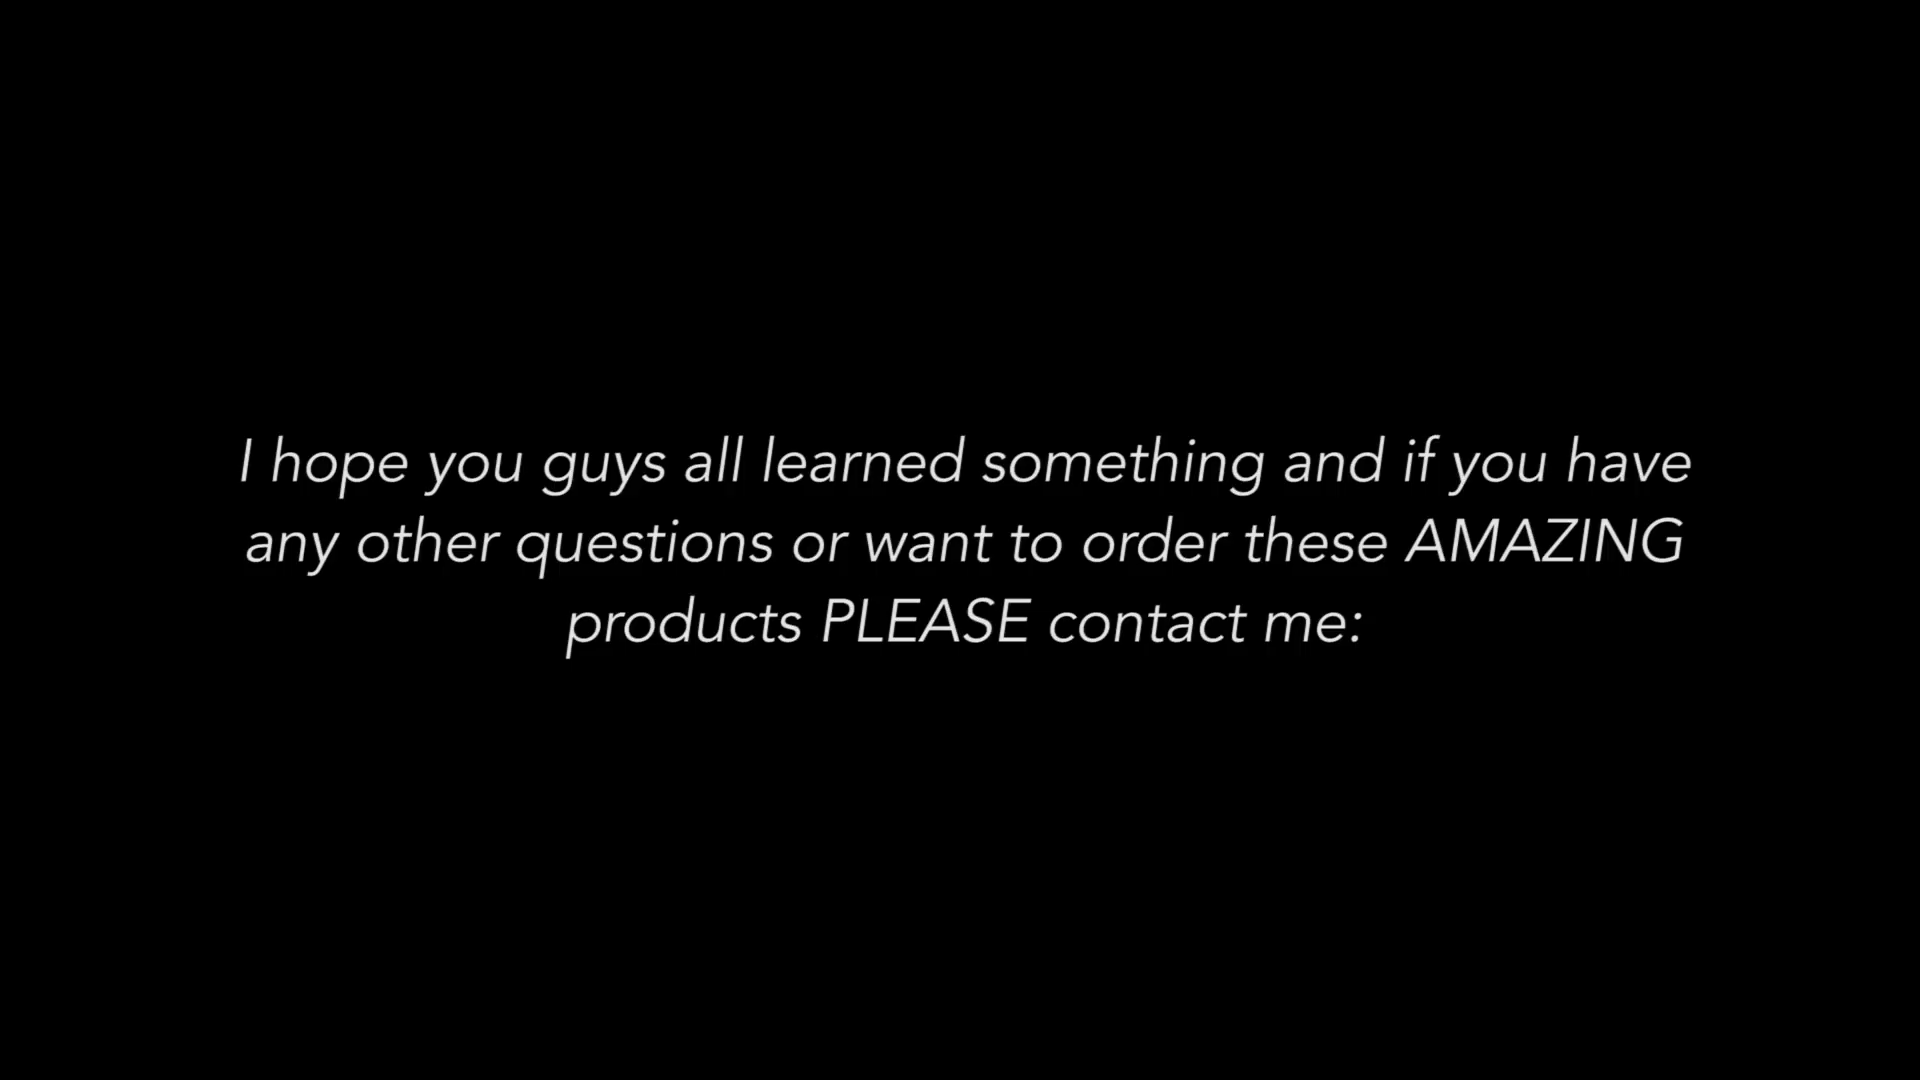 I hope you guys all learned something and if you have
any other questions or want to order these AMAZING
products PLEASE contact me: